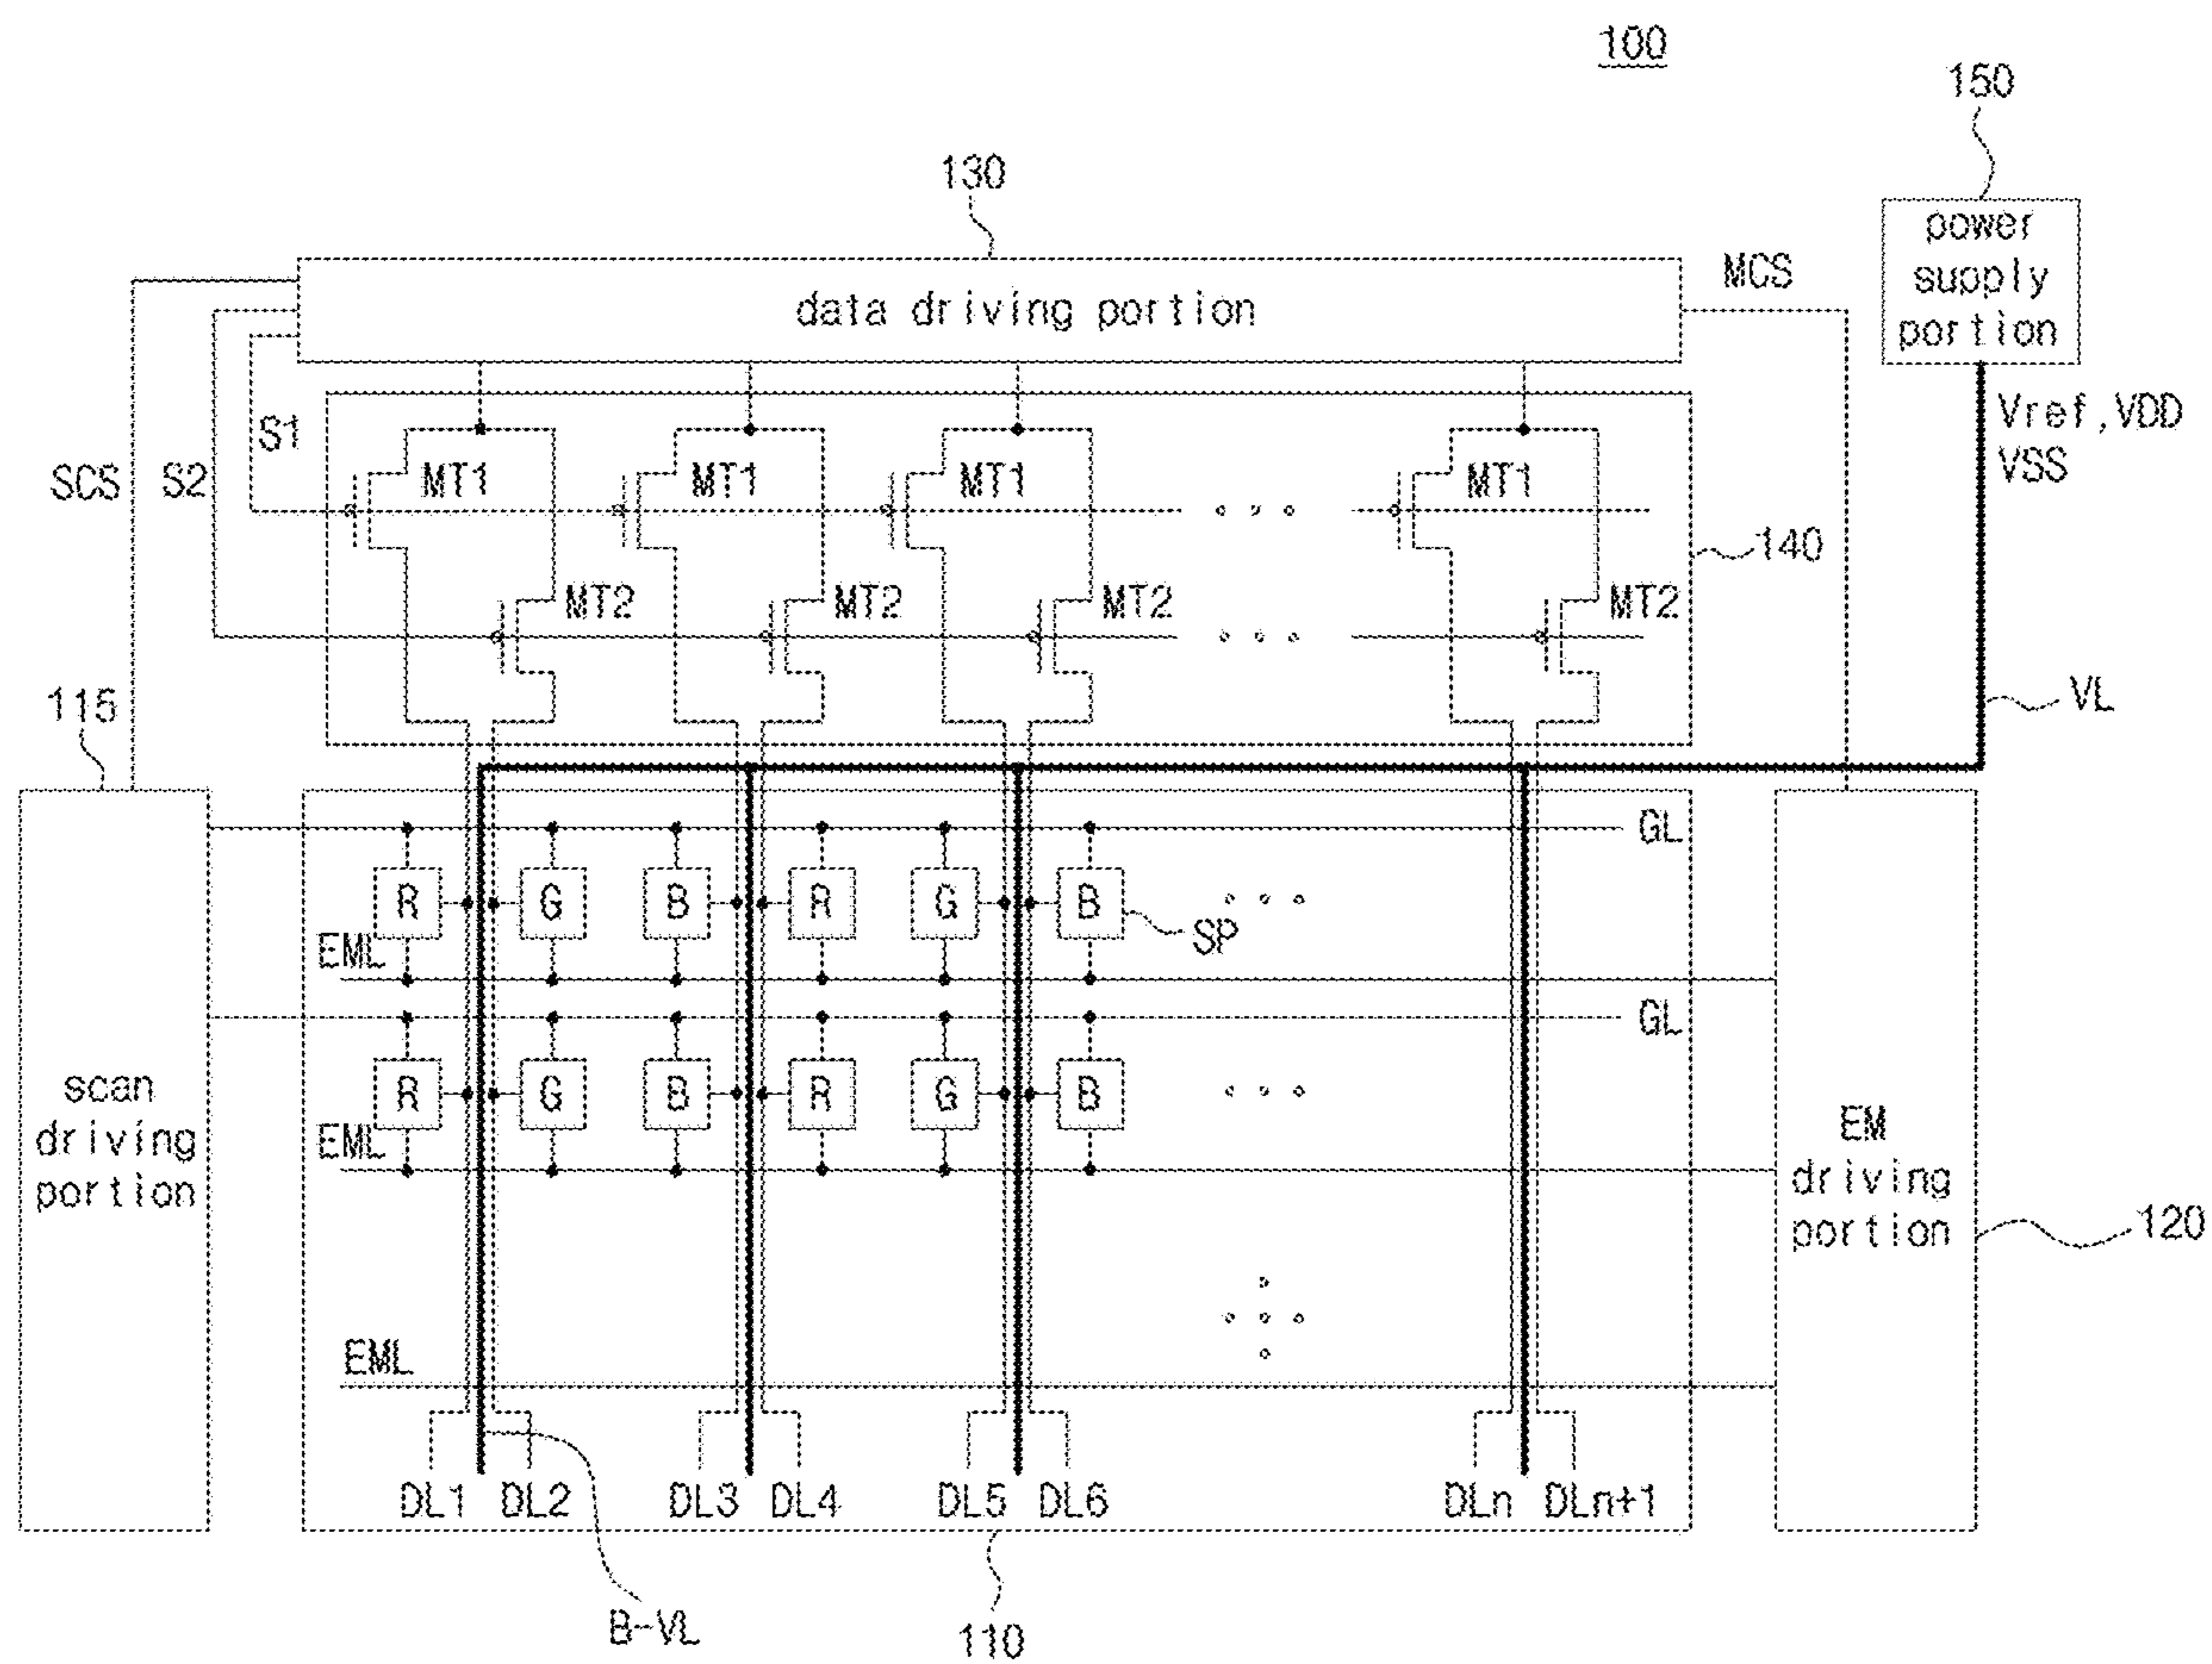 100
150
130
power
supply
portion
data driving portion
MCS
Vref,VDD
VSS
S1
SCS
S2
MT1
MT1
MT1
MT1
140
MT2
MT2
MT2
MT2
115
VL
GL
R
G
B
R
G
B
SP
EML
GL
R
G
B
R
G
B
EML
scan
driving
portion
EM
driving
portion
120
EML
DL1
DL2
DL3
DL4
DL5
DL6
DLn
DLn+1
B-VL
110